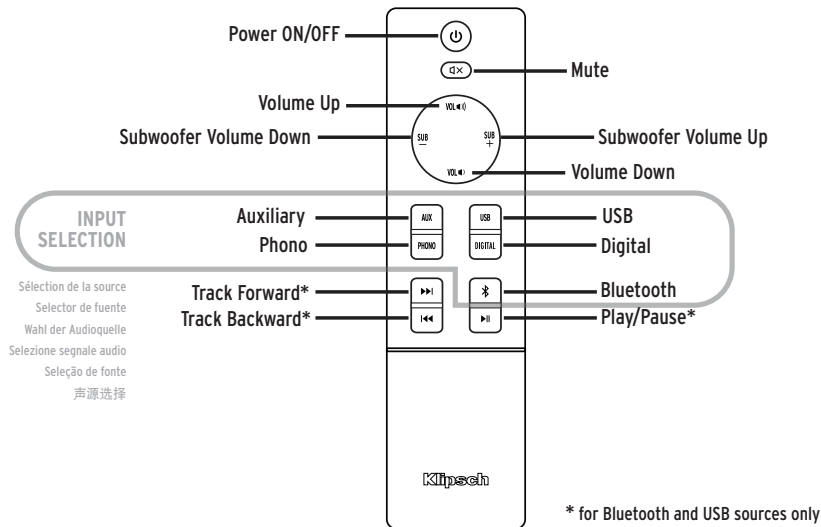 Power ON/OFF
Mute
Volume Up
VOL
Subwoofer Volume Down
SUB
−
SUB
+
Subwoofer Volume Up
VOL
Volume Down
INPUT
SELECTION
Auxiliary
AUX
USB
USB
Phono
PHONO
DIGITAL
Digital
Sélection de la source
Selector de fuente
Wahl der Audioquelle
Selezione segnale audio
Seleção de fonte
声源选择
Track Forward*
Bluetooth
Track Backward*
Play/Pause*
Klipsch
* for Bluetooth and USB sources only